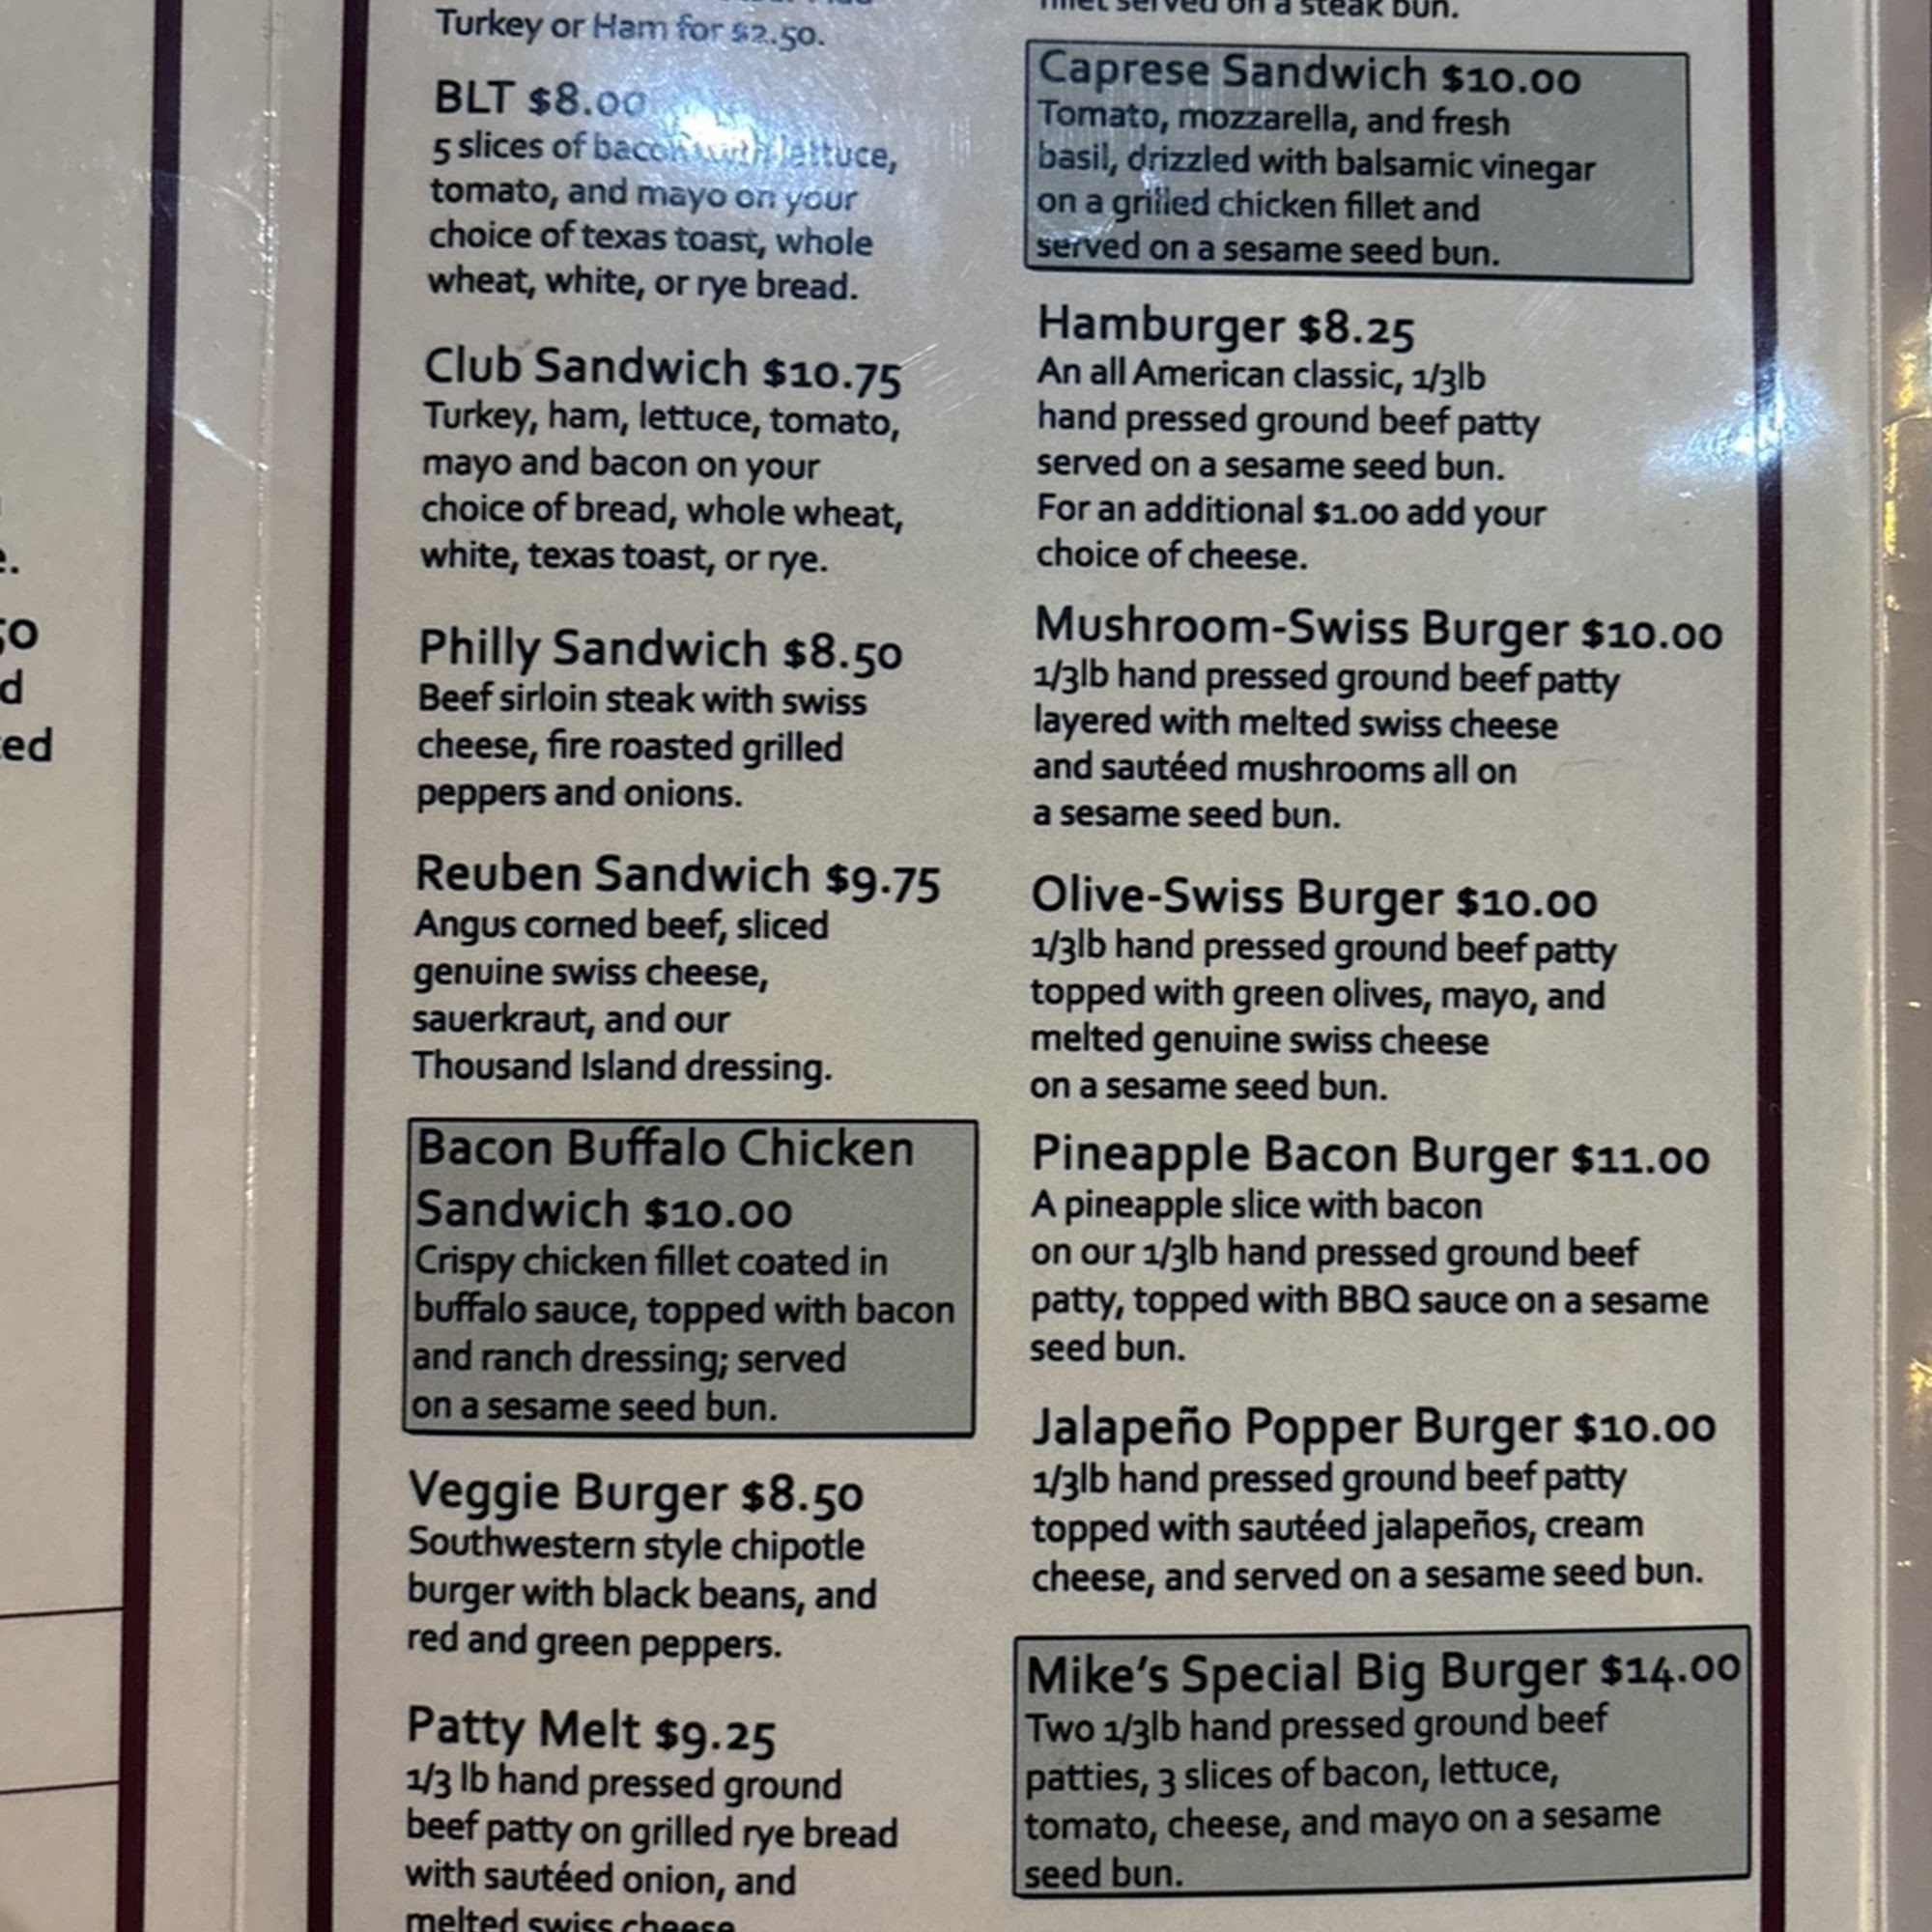 e.
50
d
ed
Turkey or Ham for $2.50.
BLT $8.00
5 slices of bacon with lettuce,
tomato, and mayo on your
choice of texas toast, whole
wheat, white, or rye bread.
Club Sandwich $10.75
Turkey, ham, lettuce, tomato,
mayo and bacon on your
choice of bread, whole wheat,
white, texas toast, or rye.
Philly Sandwich $8.50
Beef sirloin steak with swiss
cheese, fire roasted grilled
peppers and onions.
Reuben Sandwich $9.75
Angus corned beef, sliced
genuine swiss cheese,
sauerkraut, and our
Thousand Island dressing.
Bacon Buffalo Chicken
Sandwich $10.00
Crispy chicken fillet coated in
buffalo sauce, topped with bacon
and ranch dressing; served
on a sesame seed bun.
Veggie Burger $8.50
Southwestern style chipotle
burger with black beans, and
red and green peppers.
Patty Melt $9.25
1/3 lb hand pressed ground
beef patty on grilled rye bread
with sautéed onion, and
melted swiss cheese
fillet served on a steak bun.
Caprese Sandwich $10.00
Tomato, mozzarella, and fresh
basil, drizzled with balsamic vinegar
on a grilled chicken fillet and
served on a sesame seed bun.
Hamburger $8.25
An all American classic, 1/3lb
hand pressed ground beef patty
served on a sesame seed bun.
For an additional $1.00 add your
choice of cheese.
Mushroom-Swiss Burger $10.00
1/3lb hand pressed ground beef patty
layered with melted swiss cheese
and sautéed mushrooms all on
a sesame seed bun.
Olive-Swiss Burger $10.00
1/3lb hand pressed ground beef patty
topped with green olives, mayo, and
melted genuine swiss cheese
on a sesame seed bun.
Pineapple Bacon Burger $11.00
A pineapple slice with bacon
on our 1/3lb hand pressed ground beef
patty, topped with BBQ sauce on a sesame
seed bun.
Jalapeño Popper Burger $10.00
1/3lb hand pressed ground beef patty
topped with sautéed jalapeños, cream
cheese, and served on a sesame seed bun.
Mike's Special Big Burger $14.00
Two 1/3lb hand pressed ground beef
patties, 3 slices of bacon, lettuce,
tomato, cheese, and mayo on a sesame
seed bun.